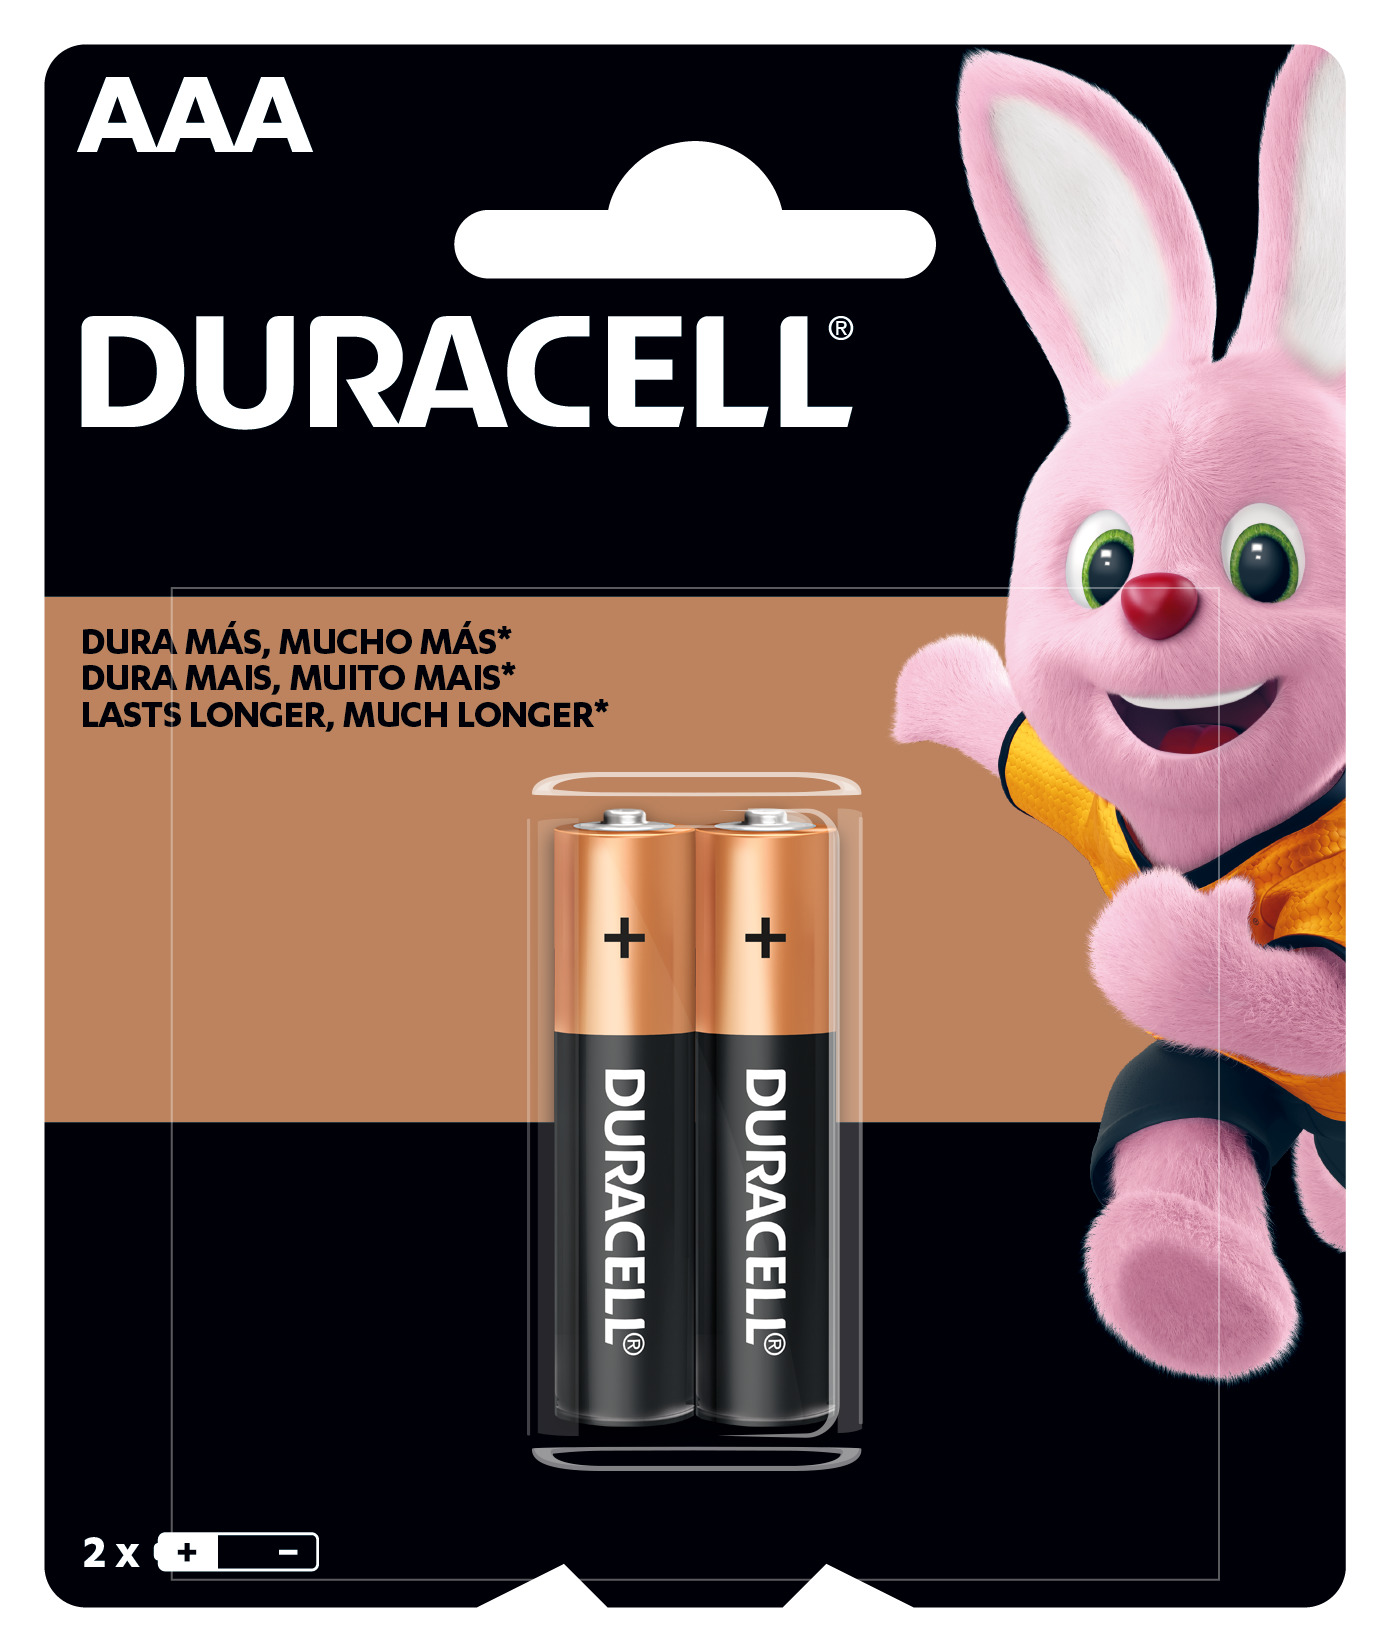 AAA
DURACELL®
DURA MÁS, MUCHO MÁS*
DURA MAIS, MUITO MAIS*
LASTS LONGER, MUCH LONGER*
+
+
DURACELL®
DURACELL®
2 x + −